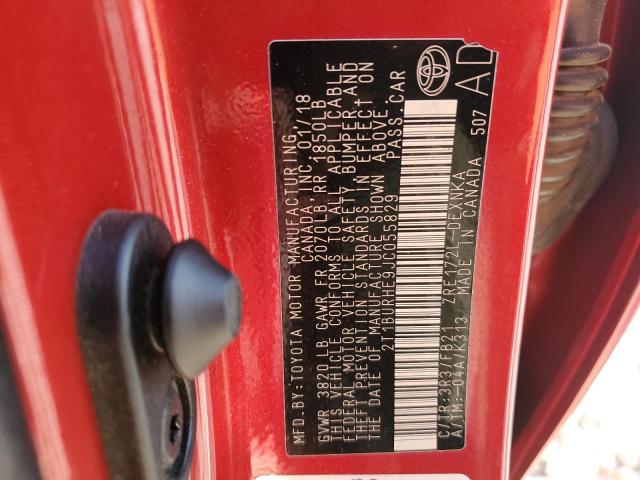 MFD.BY:TOYOTA MOTOR MANUFACTURING
CANADA, INC. 01/18
GVWR 3820 LB GAWR FR 2070LB RR 1850LB
THIS VEHICLE CONFORMS TO ALL APPLICABLE
FEDERAL MOTOR VEHICLE SAFETY BUMPER, AND
THEFT PREVENTION STANDARDS IN EFFECT ON
THE DATE OF MANUFACTURE SHOWN ABOVE.
2T1BURHE9JC055829 PASS. CAR
C/TR:3R3/FB21 ZRE172L-DEXNKA
A/TM:-04A/K313 MADE IN CANADA 507